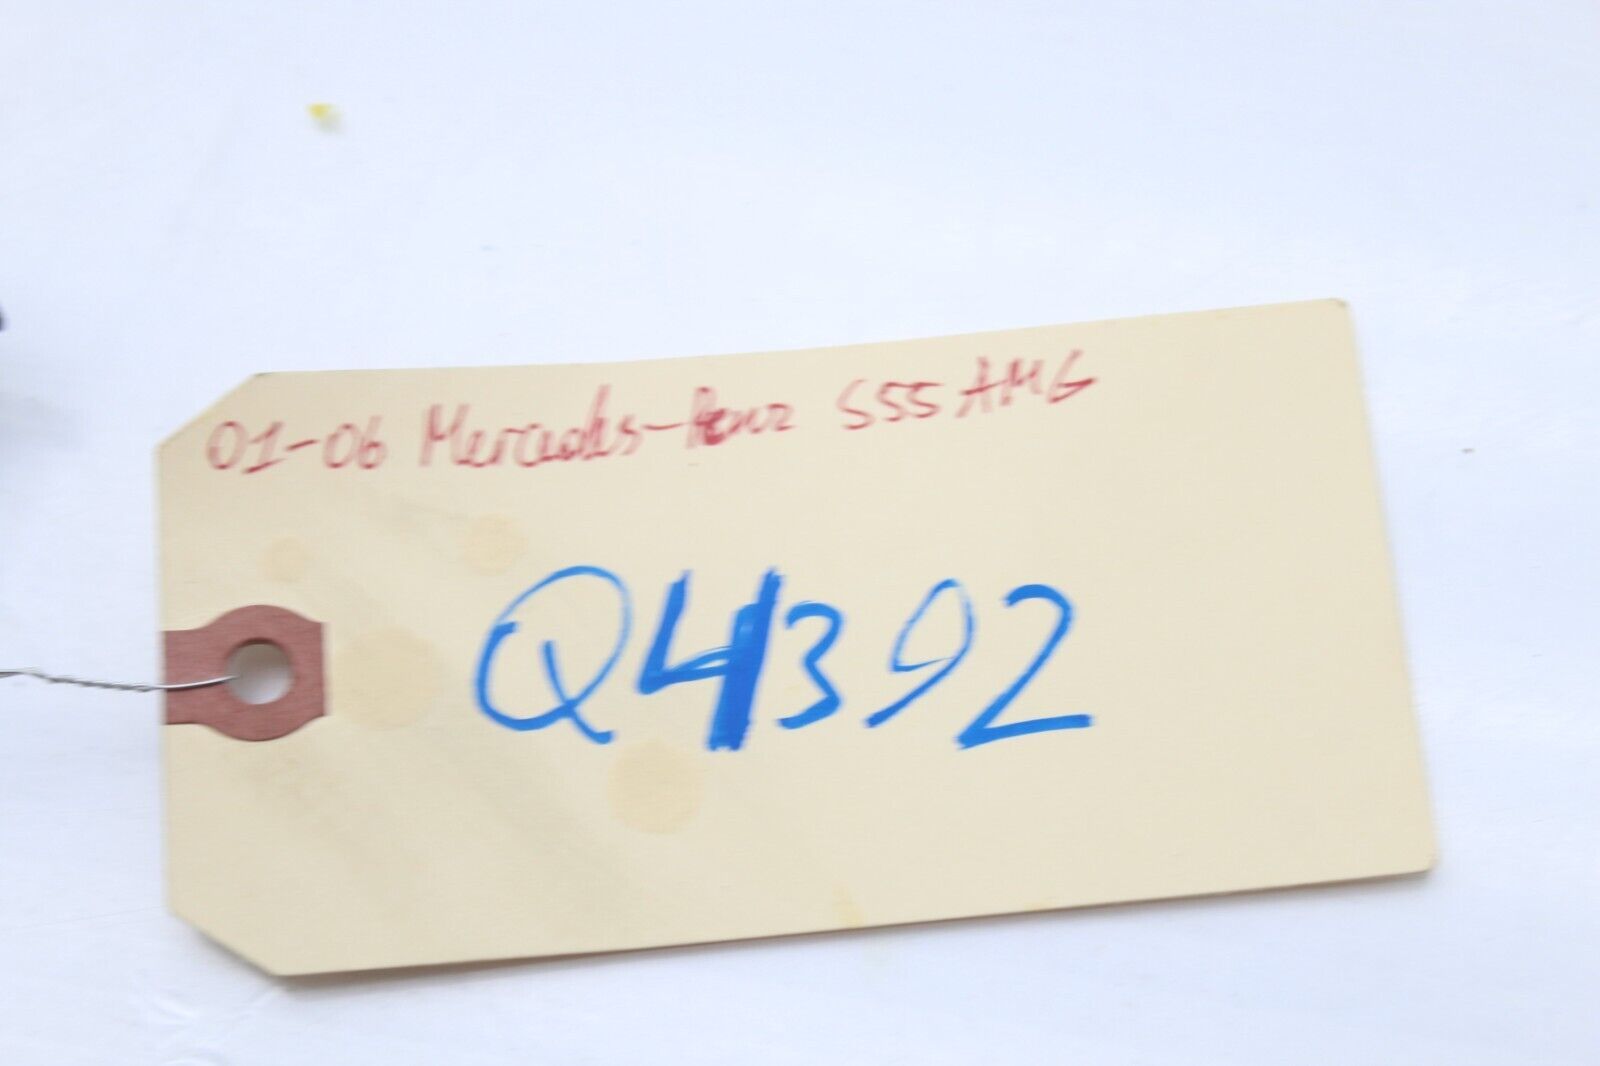 01-06 Mercedes-Benz S55 AMG
Q4392